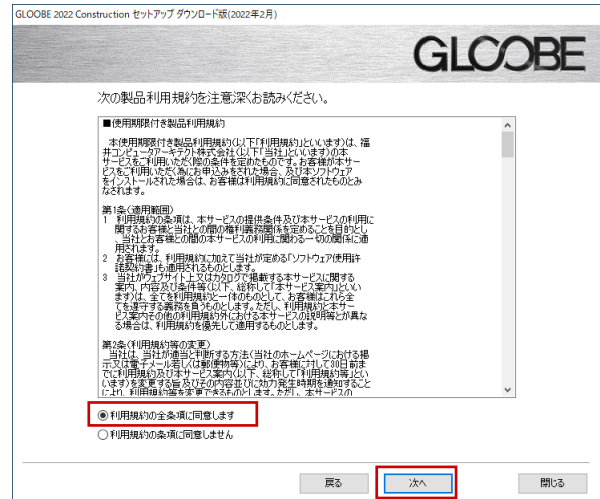 GLOOBE 2022 Construction セットアップ ダウンロード版(2022年2月)
GLOOBE
次の製品利用規約を注意深くお読みください。
■使用期限付き製品利用規約
本使用期限付き製品利用規約(以下「利用規約」といいます)は、福
井コンピュータアーキテクト株式会社(以下「当社」といいます)の本
サービスをご利用いただく際の条件を定めたものです。お客様が本サー
ビスをご利用いただく為にお申込みをされた場合、及び本ソフトウェア
をインストールされた場合は、お客様は利用規約に同意されたものとみ
なされます。
第1条(適用範囲)
1 利用規約の条項は、本サービスの提供条件及び本サービスの利用に
関するお客様と当社との間の権利義務関係を定めることを目的とし
、当社とお客様との間の本サービスの利用に関わる一切の関係に適
用されます。
2 お客様には、利用規約に加えて当社が定める「ソフトウェア使用許
諾契約書」も適用されるものとします。
3 当社がウェブサイト上又はカタログで掲載する本サービスに関する
案内、内容及び条件等(以下、総称して「本サービス案内」といい
ます)は、全てを利用規約と一体のものとして、お客様はこれら全
てを遵守する義務を負うものとします。ただし、利用規約と本サー
ビス案内その他の利用規約外における本サービスの説明等とが異な
る場合は、利用規約を優先して適用するものとします。
第2条(利用規約等の変更)
当社は、当社が適当と判断する方法(当社のホームページにおける掲
示又は電子メール若しくは郵便物等)により、お客様に対して30日前ま
でに利用規約及び本サービス案内(以下、総称して「利用規約等」とい
います)を変更する旨及びその内容並びに効力発生時期を通知すること
により、利用規約等を変更できるものとします。ただし、本サービスの
利用規約の全条項に同意します
利用規約の条項に同意しません
戻る
次へ
閉じる